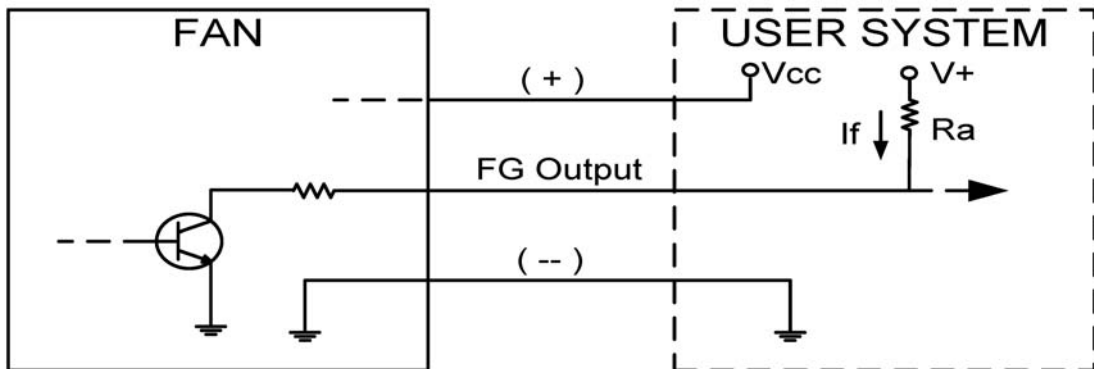 FAN
USER SYSTEM
( + )
Vcc
V+
If
Ra
FG Output
( -- )